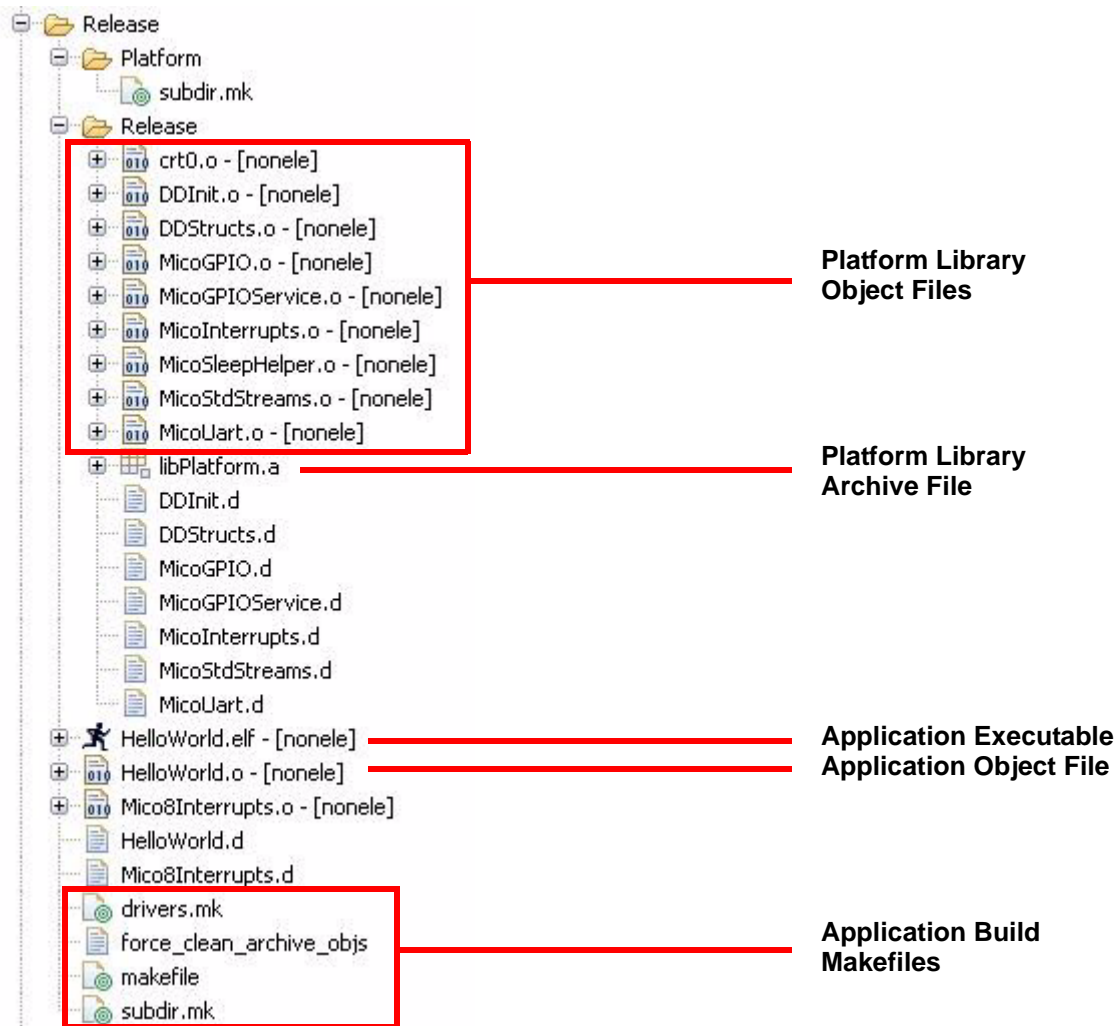 Release
Platform
subdir.mk
Release
crt0.o - [nonele]
DDInit.o - [nonele]
DDStructs.o - [nonele]
MicoGPIO.o - [nonele]
MicoGPIOService.o - [nonele]
MicoInterrupts.o - [nonele]
MicoSleepHelper.o - [nonele]
MicoStdStreams.o - [nonele]
MicoUart.o - [nonele]
Platform Library
Object Files
libPlatform.a
Platform Library
Archive File
DDInit.d
DDStructs.d
MicoGPIO.d
MicoGPIOService.d
MicoInterrupts.d
MicoStdStreams.d
MicoUart.d
HelloWorld.elf - [nonele]
Application Executable
HelloWorld.o - [nonele]
Application Object File
Mico8Interrupts.o - [nonele]
HelloWorld.d
Mico8Interrupts.d
drivers.mk
force_clean_archive_objs
makefile
subdir.mk
Application Build
Makefiles